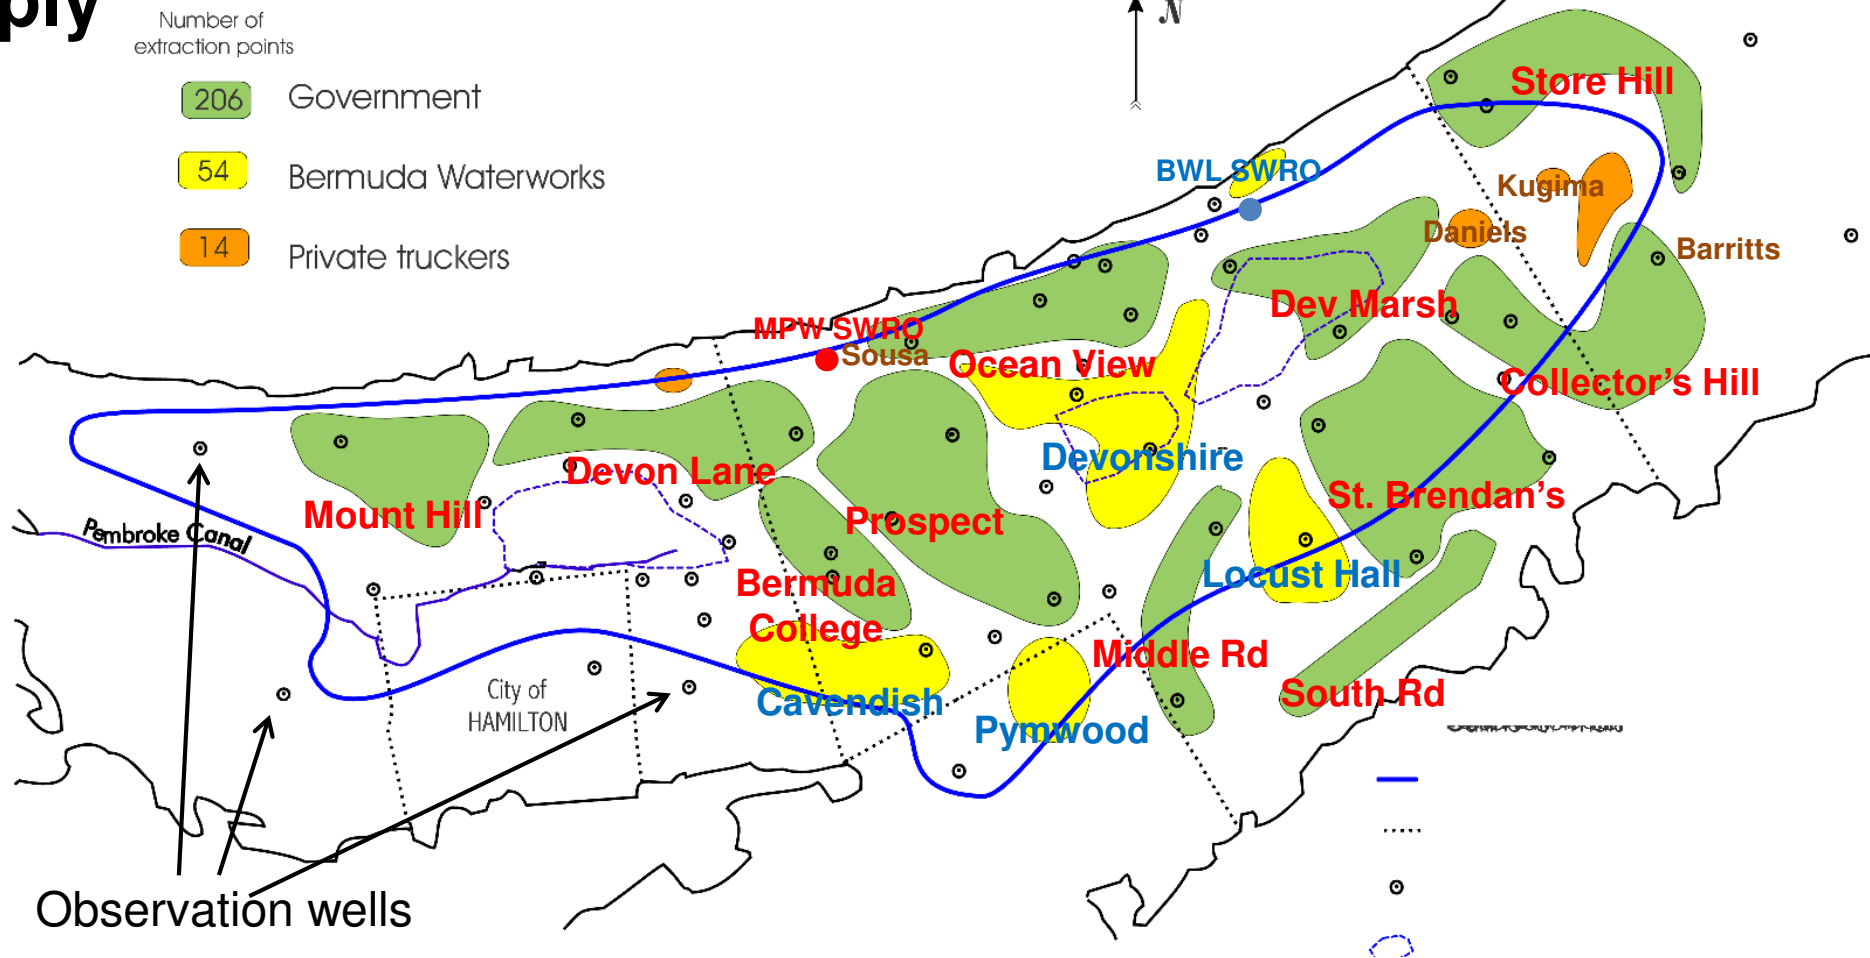 ply
Number of
extraction points
206 Government
54 Bermuda Waterworks
14 Private truckers
N
Store Hill
BWL SWRO
Kugima
Daniels
Barritts
Dev Marsh
MPW SWRO
Sousa
Ocean View
Collector's Hill
Devonshire
Devon Lane
Mount Hill
St. Brendan's
Prospect
Pembroke Canal
Bermuda
College
Locust Hall
Middle Rd
South Rd
Cavendish
Pymwood
City of
HAMILTON
Observation wells